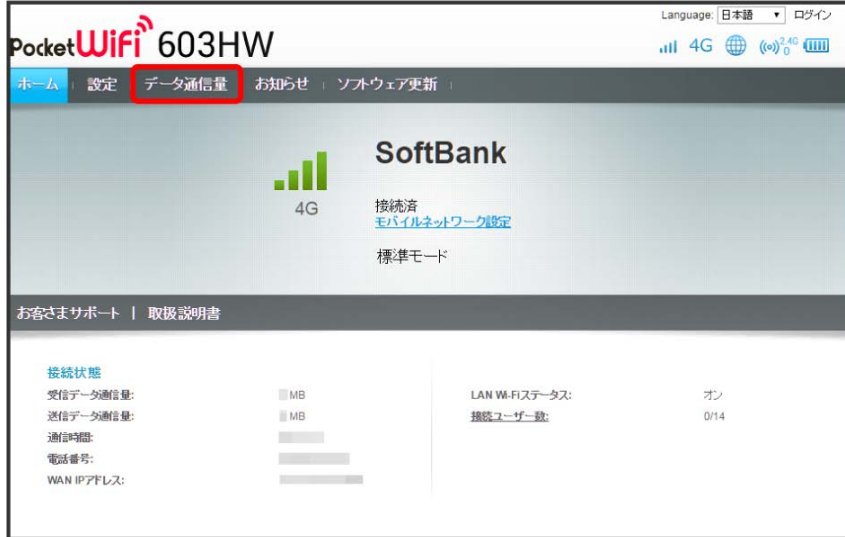 Language: 日本語 ログイン
PocketWiFi 603HW
4G 2.4G 0
ホーム 設定 データ通信量 お知らせ ソフトウェア更新
SoftBank
4G
接続済
モバイルネットワーク設定
標準モード
お客さまサポート | 取扱説明書
接続状態
受信データ通信量: MB
LAN Wi-Fiステータス: オン
送信データ通信量: MB
接続ユーザー数: 0/14
通信時間:
電話番号:
WAN IPアドレス: